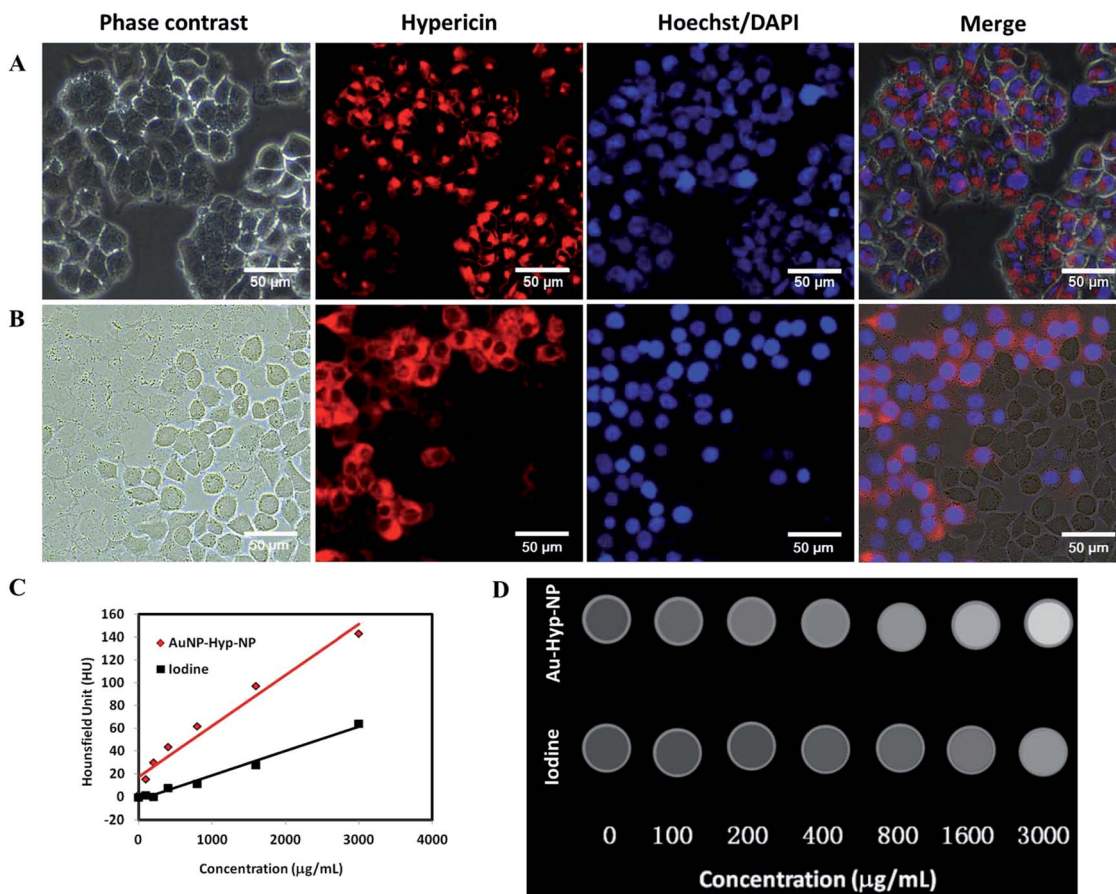 Phase contrast Hypericin Hoechst/DAPI Merge
A
50 µm 50 µm 50 µm 50 µm
B
50 µm 50 µm 50 µm 50 µm
C
160
140
120
100
80
60
40
20
0
-20
Hounsfield Unit (HU)
AuNP-Hyp-NP
Iodine
0 1000 2000 3000 4000
Concentration (µg/mL)
D
Au-Hyp-NP
Iodine
0 100 200 400 800 1600 3000
Concentration (µg/mL)